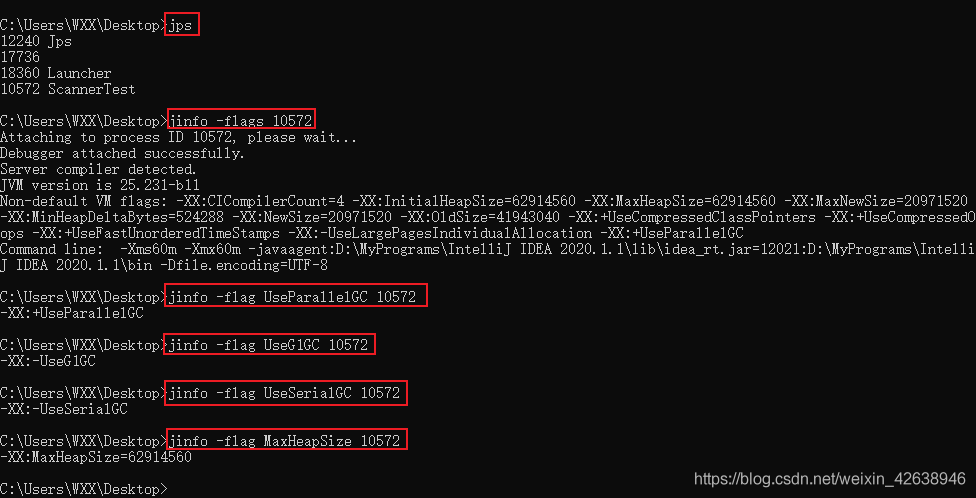 C:\Users\WXX\Desktop>jps
12240 Jps
17736
18360 Launcher
10572 ScannerTest
C:\Users\WXX\Desktop>jinfo -flags 10572
Attaching to process ID 10572, please wait...
Debugger attached successfully.
Server compiler detected.
JVM version is 25.231-b11
Non-default VM flags: -XX:CICompilerCount=4 -XX:InitialHeapSize=62914560 -XX:MaxHeapSize=62914560 -XX:MaxNewSize=20971520
-XX:MinHeapDeltaBytes=524288 -XX:NewSize=20971520 -XX:OldSize=41943040 -XX:+UseCompressedClassPointers -XX:+UseCompressedO
ops -XX:+UseFastUnorderedTimeStamps -XX:-UseLargePagesIndividualAllocation -XX:+UseParallelGC
Command line:  -Xms60m -Xmx60m -javaagent:D:\MyPrograms\IntelliJ IDEA 2020.1.1\lib\idea_rt.jar=12021:D:\MyPrograms\Intelli
J IDEA 2020.1.1\bin -Dfile.encoding=UTF-8
C:\Users\WXX\Desktop>jinfo -flag UseParallelGC 10572
-XX:+UseParallelGC
C:\Users\WXX\Desktop>jinfo -flag UseG1GC 10572
-XX:-UseG1GC
C:\Users\WXX\Desktop>jinfo -flag UseSerialGC 10572
-XX:-UseSerialGC
C:\Users\WXX\Desktop>jinfo -flag MaxHeapSize 10572
-XX:MaxHeapSize=62914560
C:\Users\WXX\Desktop>
https://blog.csdn.net/weixin_42638946